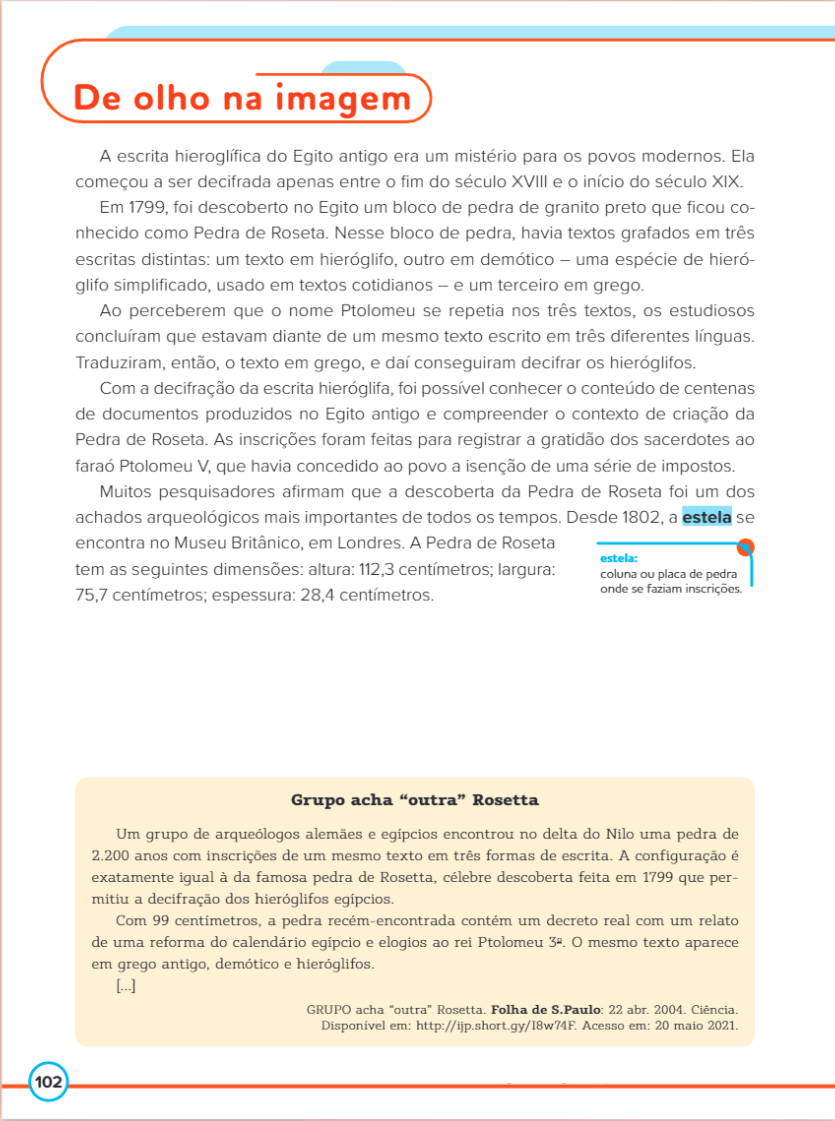 De olho na imagem
A escrita hieroglífica do Egito antigo era um mistério para os povos modernos. Ela
começou a ser decifrada apenas entre o fim do século XVIII e o início do século XIX.
Em 1799, foi descoberto no Egito um bloco de pedra de granito preto que ficou co-
nhecido como Pedra de Roseta. Nesse bloco de pedra, havia textos grafados em três
escritas distintas: um texto em hieróglifo, outro em demótico – uma espécie de hieró-
glifo simplificado, usado em textos cotidianos – e um terceiro em grego.
Ao perceberem que o nome Ptolomeu se repetia nos três textos, os estudiosos
concluíram que estavam diante de um mesmo texto escrito em três diferentes línguas.
Traduziram, então, o texto em grego, e daí conseguiram decifrar os hieróglifos.
Com a decifração da escrita hieróglifa, foi possível conhecer o conteúdo de centenas
de documentos produzidos no Egito antigo e compreender o contexto de criação da
Pedra de Roseta. As inscrições foram feitas para registrar a gratidão dos sacerdotes ao
faraó Ptolomeu V, que havia concedido ao povo a isenção de uma série de impostos.
Muitos pesquisadores afirmam que a descoberta da Pedra de Roseta foi um dos
achados arqueológicos mais importantes de todos os tempos. Desde 1802, a estela se
encontra no Museu Britânico, em Londres. A Pedra de Roseta
tem as seguintes dimensões: altura: 112,3 centímetros; largura:
75,7 centímetros; espessura: 28,4 centímetros.
estela:
coluna ou placa de pedra
onde se faziam inscrições.
Grupo acha “outra” Rosetta
Um grupo de arqueólogos alemães e egípcios encontrou no delta do Nilo uma pedra de
2.200 anos com inscrições de um mesmo texto em três formas de escrita. A configuração é
exatamente igual à da famosa pedra de Rosetta, célebre descoberta feita em 1799 que per-
mitiu a decifração dos hieróglifos egípcios.
Com 99 centímetros, a pedra recém-encontrada contém um decreto real com um relato
de uma reforma do calendário egípcio e elogios ao rei Ptolomeu 3º. O mesmo texto aparece
em grego antigo, demótico e hieróglifos.
[...]
GRUPO acha “outra” Rosetta. Folha de S.Paulo: 22 abr. 2004. Ciência.
Disponível em: http://ijp.short.gy/I8w74F. Acesso em: 20 maio 2021.
102